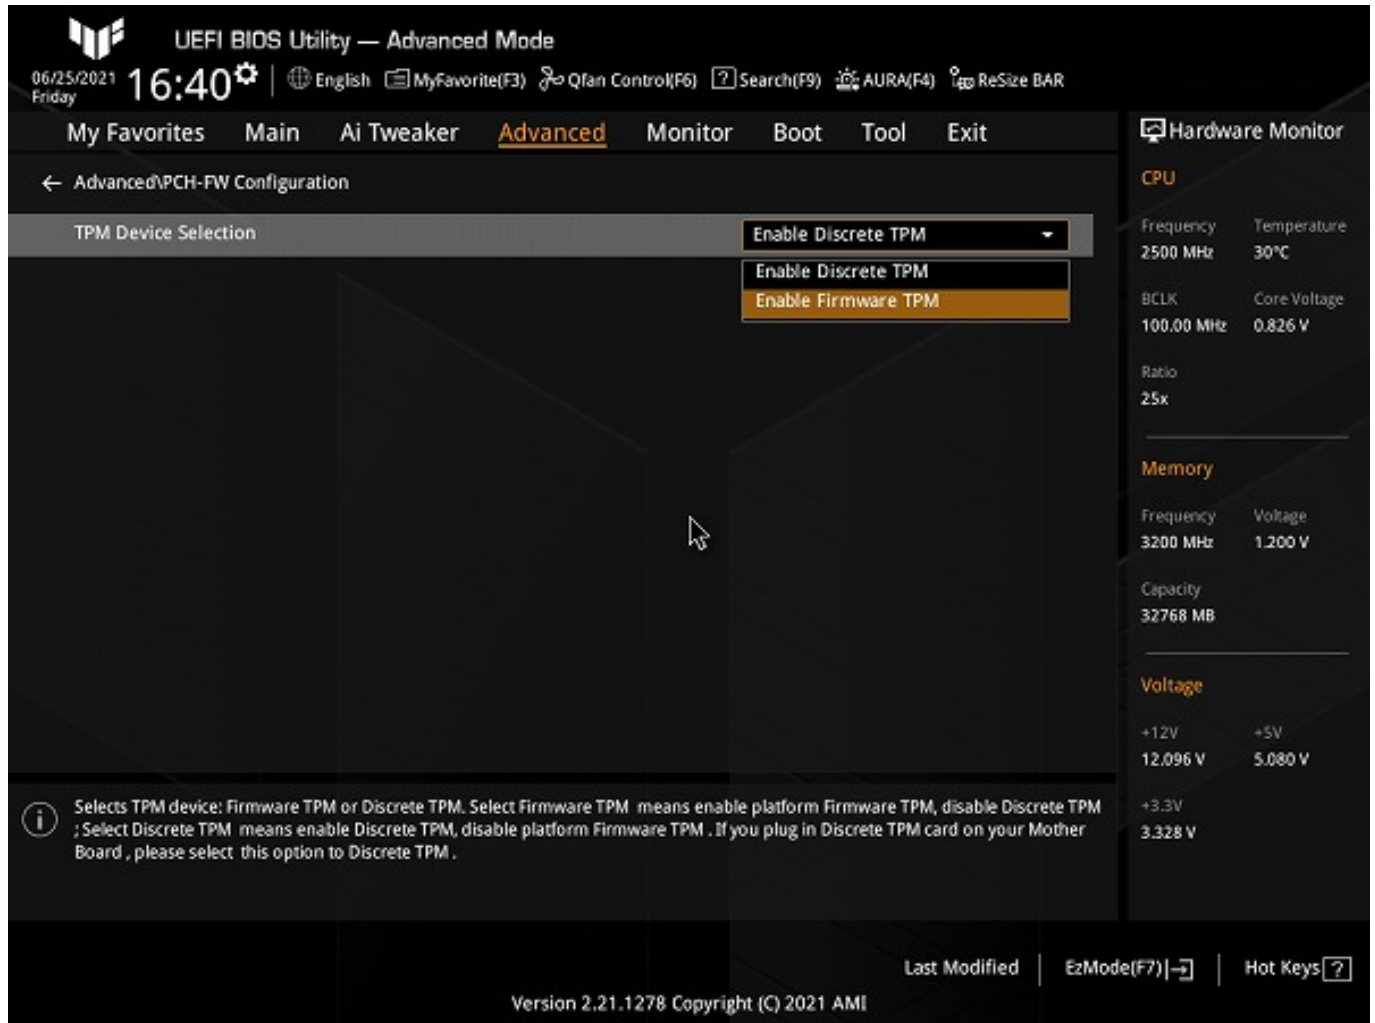 UEFI BIOS Utility — Advanced Mode
06/25/2021
Friday
16:40
English
MyFavorite(F3)
Qfan Control(F6)
? Search(F9)
AURA(F4)
ReSize BAR
My Favorites Main Ai Tweaker Advanced Monitor Boot Tool Exit
← Advanced\PCH-FW Configuration
TPM Device Selection
Enable Discrete TPM
Enable Discrete TPM
Enable Firmware TPM
Selects TPM device: Firmware TPM or Discrete TPM. Select Firmware TPM means enable platform Firmware TPM, disable Discrete TPM
; Select Discrete TPM means enable Discrete TPM, disable platform Firmware TPM . If you plug in Discrete TPM card on your Mother
Board , please select this option to Discrete TPM .
Hardware Monitor
CPU
Frequency Temperature
2500 MHz 30°C
BCLK Core Voltage
100.00 MHz 0.826 V
Ratio
25x
Memory
Frequency Voltage
3200 MHz 1.200 V
Capacity
32768 MB
Voltage
+12V +5V
12.096 V 5.080 V
+3.3V
3.328 V
Last Modified
EzMode(F7)
Hot Keys ?
Version 2.21.1278 Copyright (C) 2021 AMI